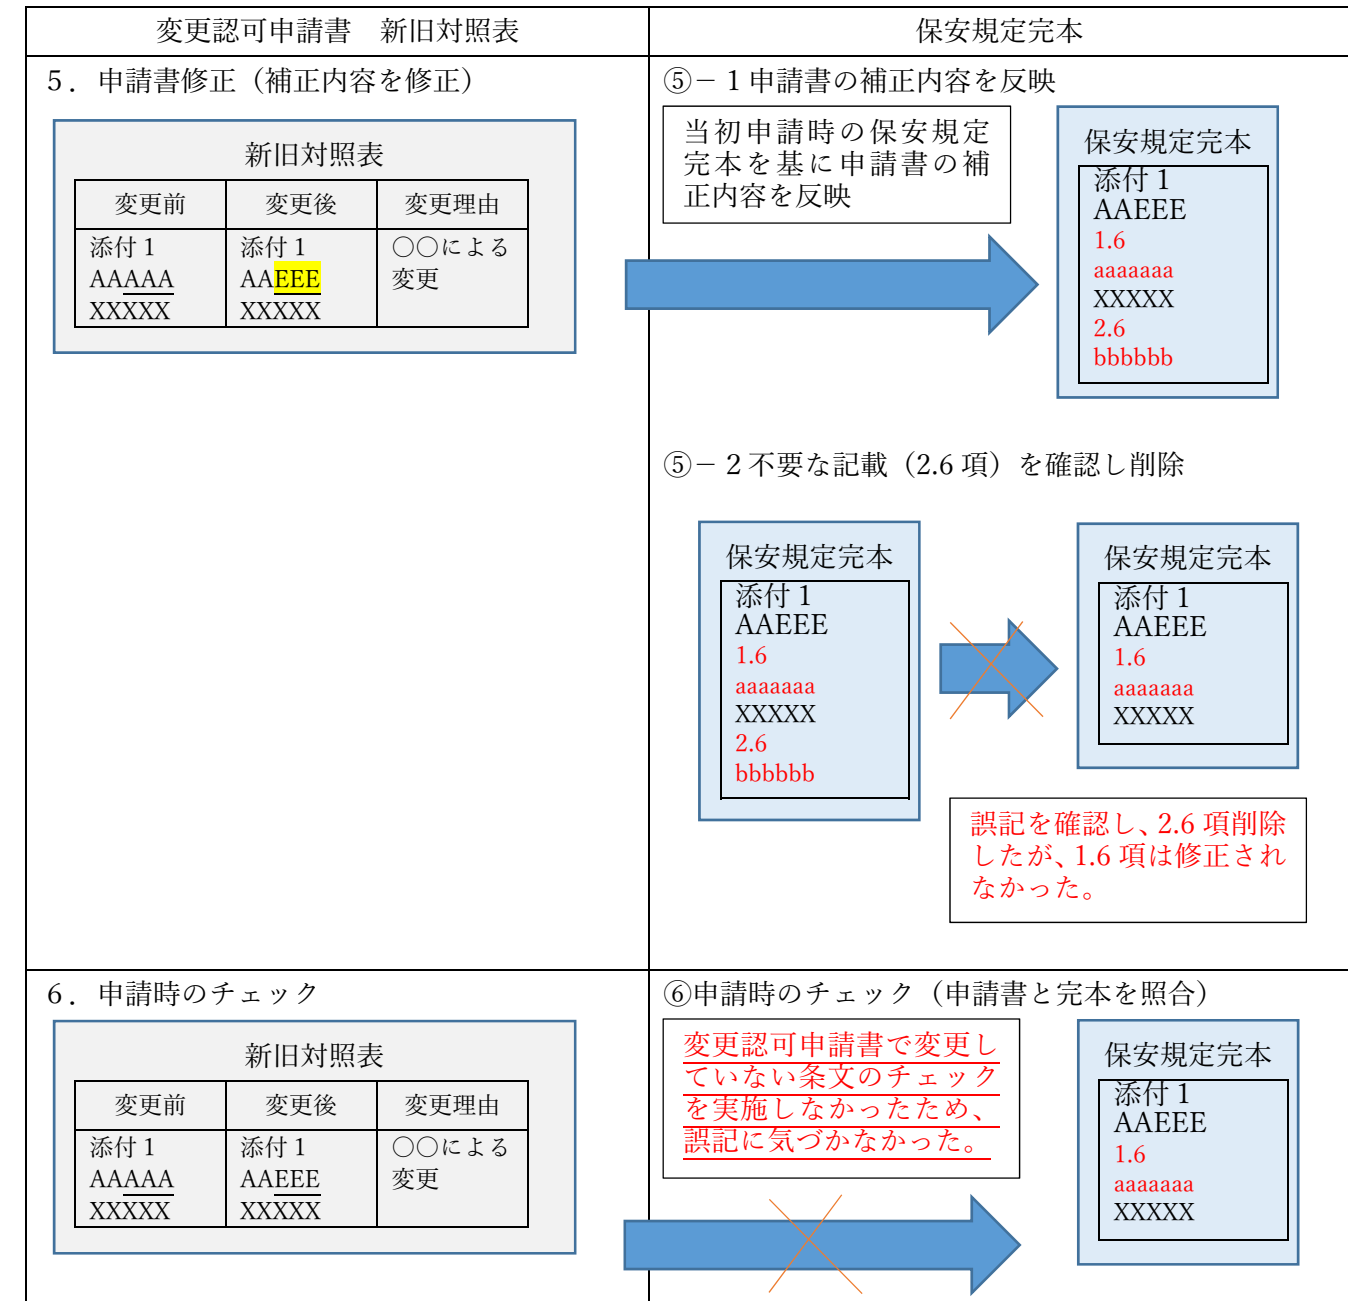 変更認可申請書　新旧対照表
保安規定完本
５．申請書修正（補正内容を修正）
新旧対照表
変更前
変更後
変更理由
添付 1
AAAAA
XXXXX
添付 1
AAEEE
XXXXX
〇〇による
変更
⑤－１申請書の補正内容を反映
当初申請時の保安規定
完本を基に申請書の補
正内容を反映
保安規定完本
添付 1
AAEEE
1.6
aaaaaaa
XXXXX
2.6
bbbbbb
⑤－２不要な記載（2.6 項）を確認し削除
保安規定完本
添付 1
AAEEE
1.6
aaaaaaa
XXXXX
2.6
bbbbbb
保安規定完本
添付 1
AAEEE
1.6
aaaaaaa
XXXXX
誤記を確認し、2.6 項削除
したが、1.6 項は修正され
なかった。
６．申請時のチェック
新旧対照表
変更前
変更後
変更理由
添付 1
AAAAA
XXXXX
添付 1
AAEEE
XXXXX
〇〇による
変更
⑥申請時のチェック（申請書と完本を照合）
変更認可申請書で変更し
ていない条文のチェック
を実施しなかったため、
誤記に気づかなかった。
保安規定完本
添付 1
AAEEE
1.6
aaaaaaa
XXXXX